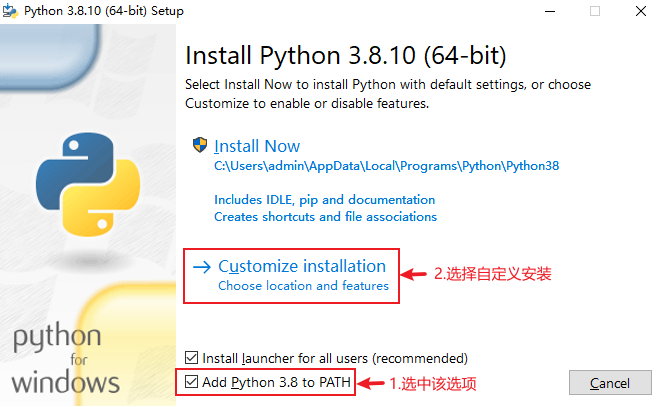 Python 3.8.10 (64-bit) Setup
Install Python 3.8.10 (64-bit)
Select Install Now to install Python with default settings, or choose
Customize to enable or disable features.
Install Now
C:\Users\admin\AppData\Local\Programs\Python\Python38
Includes IDLE, pip and documentation
Creates shortcuts and file associations
Customize installation
Choose location and features
2.选择自定义安装
python
for
windows
Install launcher for all users (recommended)
Add Python 3.8 to PATH
1.选中该选项
Cancel